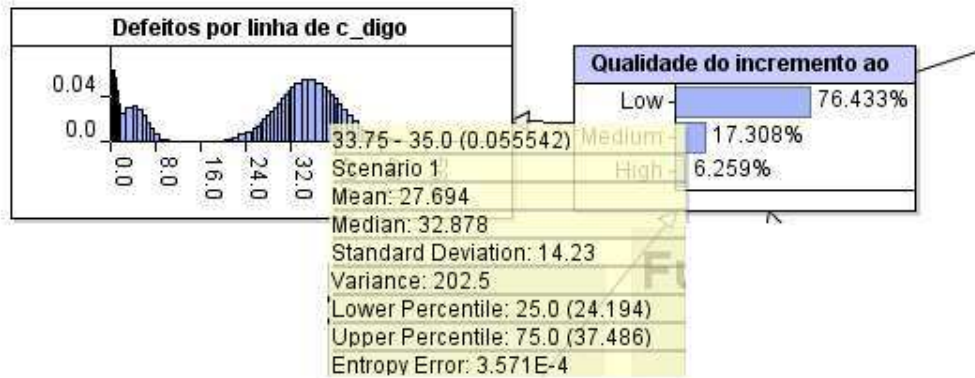 Defeitos por linha de c_digo
0.04
0.0
0.0
8.0
16.0
24.0
32.0
Qualidade do incremento ao
Low 76.433%
Medium 17.308%
High 6.259%
33.75 - 35.0 (0.055542)
Scenario 1
Mean: 27.694
Median: 32.878
Standard Deviation: 14.23
Variance: 202.5
Lower Percentile: 25.0 (24.194)
Upper Percentile: 75.0 (37.486)
Entropy Error: 3.571E-4